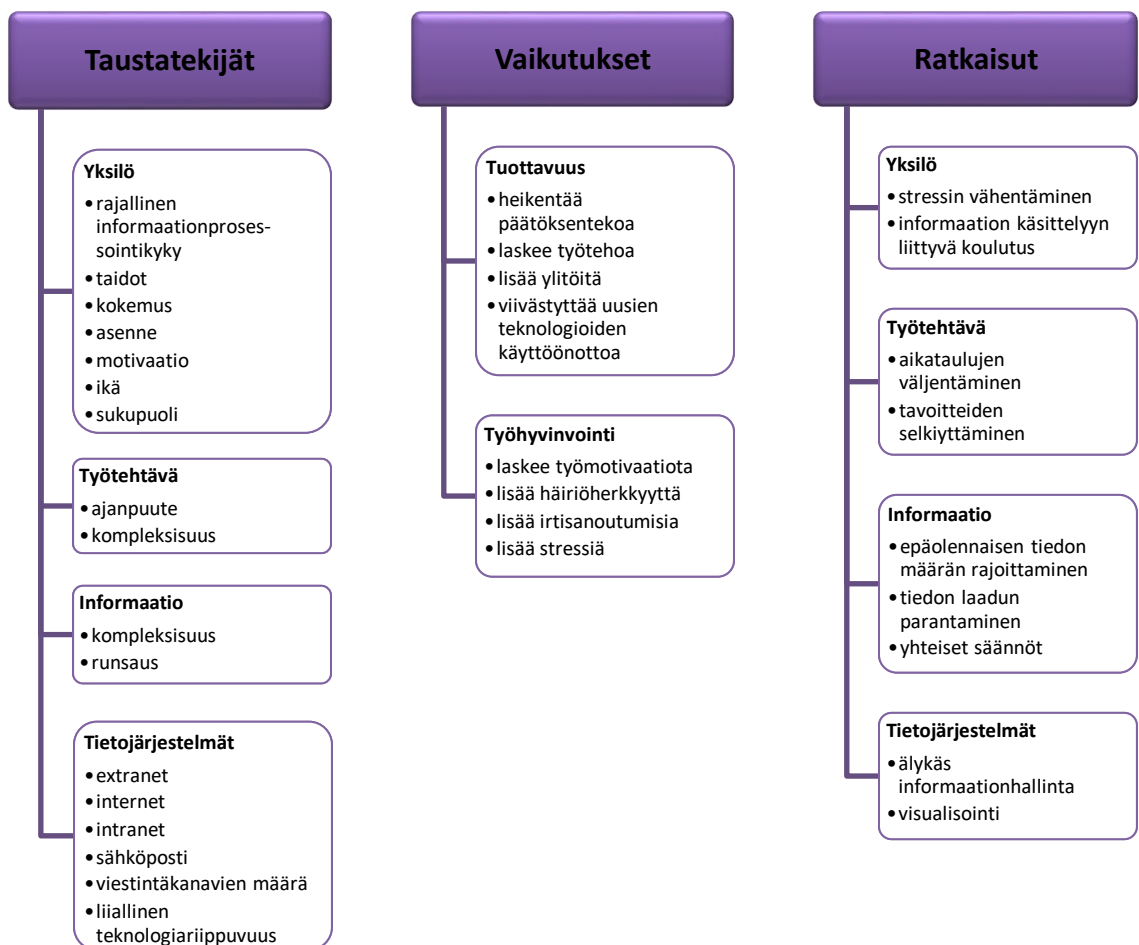 Taustatekijät
Yksilö
•rajallinen
informaationproses-
sointikyky
•taidot
•kokemus
•asenne
•motivaatio
•ikä
•sukupuoli
Työtehtävä
•ajanpuute
•kompleksisuus
Informaatio
•kompleksisuus
•runsaus
Tietojärjestelmät
•extranet
•internet
•intranet
•sähköposti
•viestintäkanavien määrä
•liiallinen
teknologiariippuvuus
Vaikutukset
Tuottavuus
•heikentää
päätöksentekoa
•laskee työtehoa
•lisää ylitöitä
•viivästyttää uusien
teknologioiden
käyttöönottoa
Työhyvinvointi
•laskee työmotivaatiota
•lisää häiriöherkkyyttä
•lisää irtisanoutumisia
•lisää stressiä
Ratkaisut
Yksilö
•stressin vähentäminen
•informaation käsittelyyn
liittyvä koulutus
Työtehtävä
•aikataulujen
väljentäminen
•tavoitteiden
selkiyttäminen
Informaatio
•epäolennaisen tiedon
määrän rajoittaminen
•tiedon laadun
parantaminen
•yhteiset säännöt
Tietojärjestelmät
•älykäs
informaationhallinta
•visualisointi